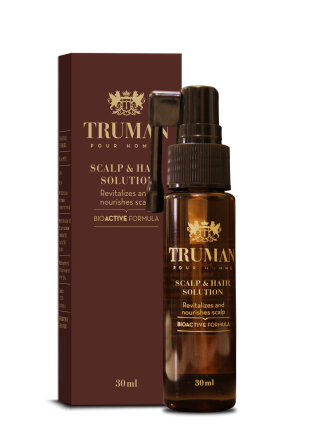 TRUMAN
POUR HOMME
SCALP & HAIR
SOLUTION
Revitalizes and
nourishes scalp
BIOACTIVE FORMULA
30 ml
T
TRUMAN
POUR HOMME
SCALP & HAIR
SOLUTION
Revitalizes and
nourishes scalp
BIOACTIVE FORMULA
30 ml